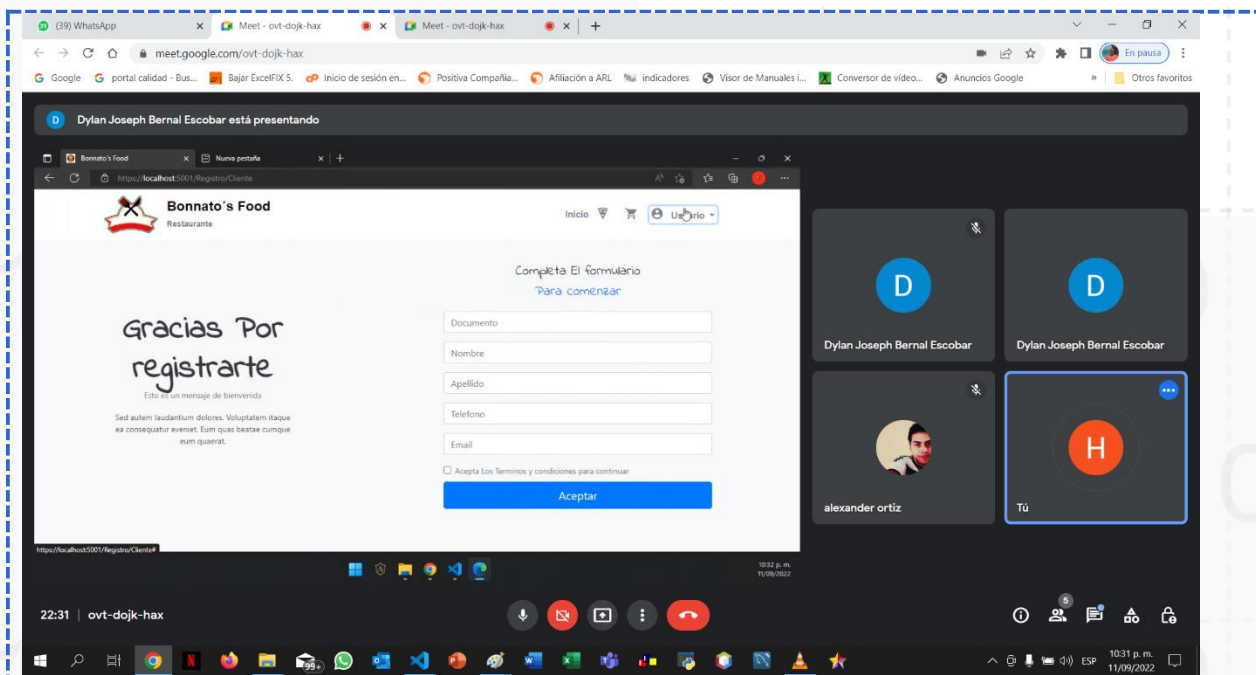 (39) WhatsApp
Meet - ovt-dojk-hax
Meet - ovt-dojk-hax
meet.google.com/ovt-dojk-hax
En pausa
Google
portal calidad - Bus...
Bajar ExcelFIX 5.
Inicio de sesión en...
Positiva Compañia...
Afiliación a ARL
indicadores
Visor de Manuales i...
Conversor de vídeo...
Anuncios Google
»
Otros favoritos
D Dylan Joseph Bernal Escobar está presentando
Bonnato's Food
Nueva pestaña
https://localhost:5001/Registro/Cliente
Bonnato´s Food
Restaurante
Inicio
Usuario
Completa El formulario
Para comenzar
Gracias Por
registrarte
Esto es un mensaje de bienvenida
Sed autem laudantium dolores. Voluptatem itaque
ea consequatur eveniet. Eum quas beatae cumque
eum quaerat.
Documento
Nombre
Apellido
Telefono
Email
Acepta Los Terminos y condiciones para continuar
Aceptar
https://localhost:5001/Registro/Cliente#
10:32 p. m.
11/09/2022
D
Dylan Joseph Bernal Escobar
D
Dylan Joseph Bernal Escobar
alexander ortiz
H
Tú
22:31 | ovt-dojk-hax
5
99+
ESP
10:31 p. m.
11/09/2022